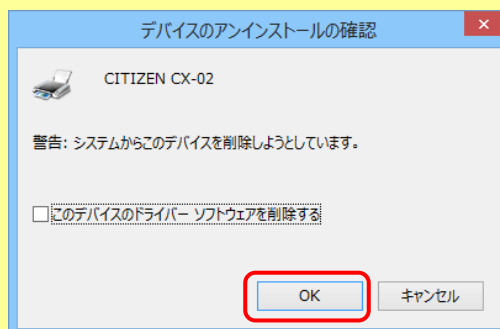 デバイスのアンインストールの確認
CITIZEN CX-02
警告: システムからこのデバイスを削除しようとしています。
このデバイスのドライバー ソフトウェアを削除する
OK キャンセル